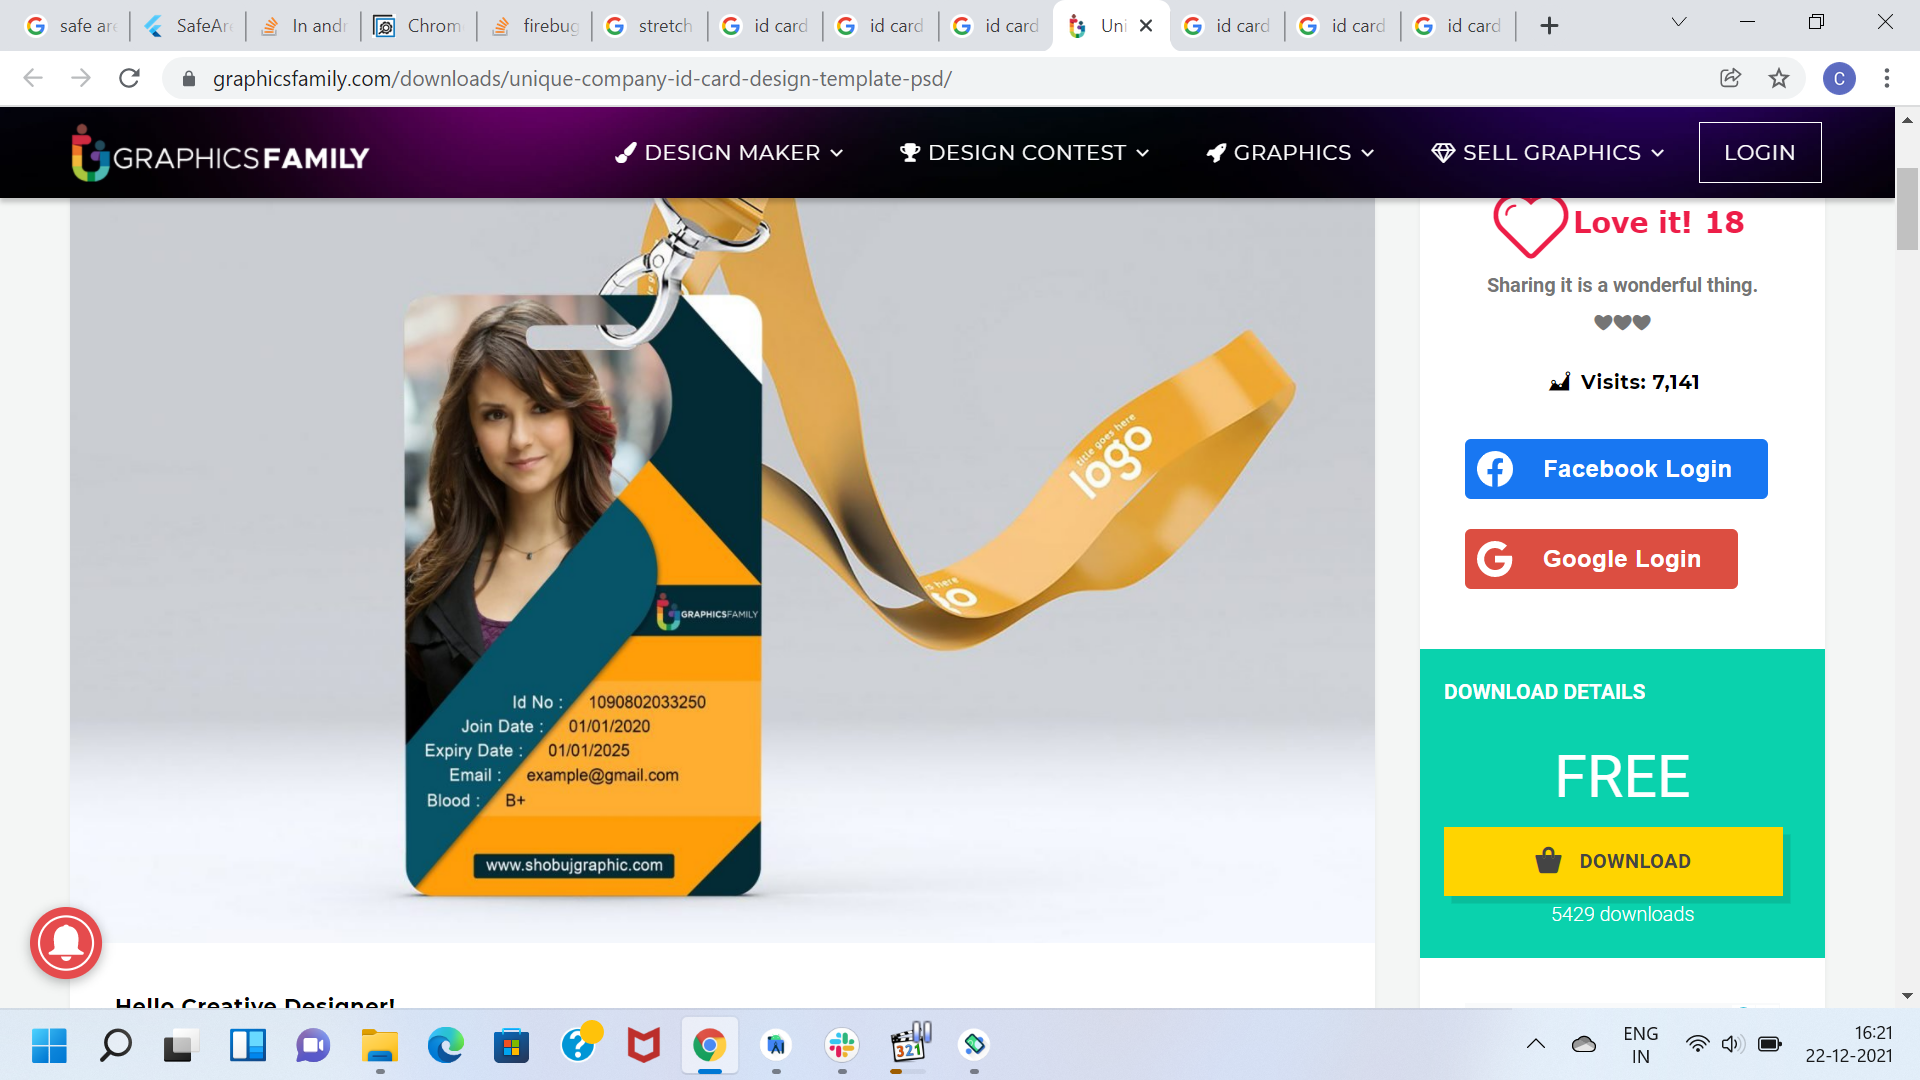 safe are
SafeAre
In andr
Chrom
firebug
stretch
id card
id card
id card
Uni
id card
id card
id card
graphicsfamily.com/downloads/unique-company-id-card-design-template-psd/
C
GRAPHICSFAMILY
DESIGN MAKER
DESIGN CONTEST
GRAPHICS
SELL GRAPHICS
LOGIN
Love it! 18
Sharing it is a wonderful thing.
Visits: 7,141
Facebook Login
Google Login
title goes here
logo
GRAPHICSFAMILY
Id No : 1090802033250
Join Date : 01/01/2020
Expiry Date : 01/01/2025
Email : example@gmail.com
Blood : B+
www.shobujgraphic.com
DOWNLOAD DETAILS
FREE
DOWNLOAD
5429 downloads
Hello Creative Designer!
321
ENG
IN
16:21
22-12-2021